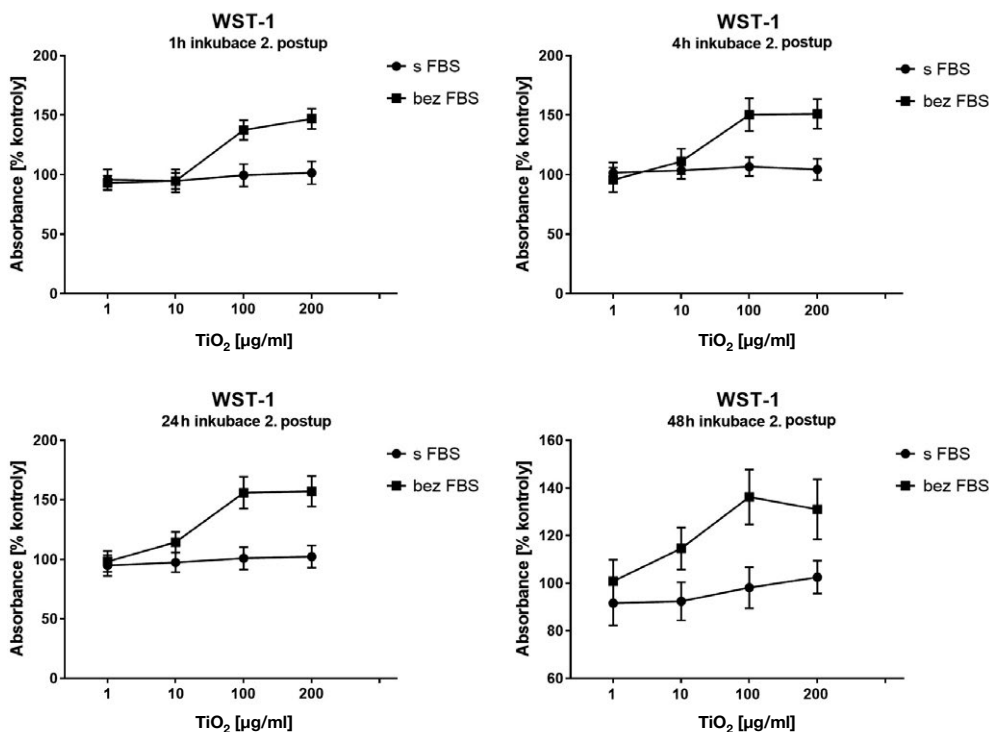 WST-1
1h inkubace 2. postup
200
150
100
50
0
Absorbance [% kontroly]
1 10 100 200
TiO₂ [µg/ml]
s FBS
bez FBS
WST-1
4h inkubace 2. postup
200
150
100
50
0
Absorbance [% kontroly]
1 10 100 200
TiO₂ [µg/ml]
s FBS
bez FBS
WST-1
24h inkubace 2. postup
200
150
100
50
0
Absorbance [% kontroly]
1 10 100 200
TiO₂ [µg/ml]
s FBS
bez FBS
WST-1
48h inkubace 2. postup
160
140
120
100
80
60
Absorbance [% kontroly]
1 10 100 200
TiO₂ [µg/ml]
s FBS
bez FBS